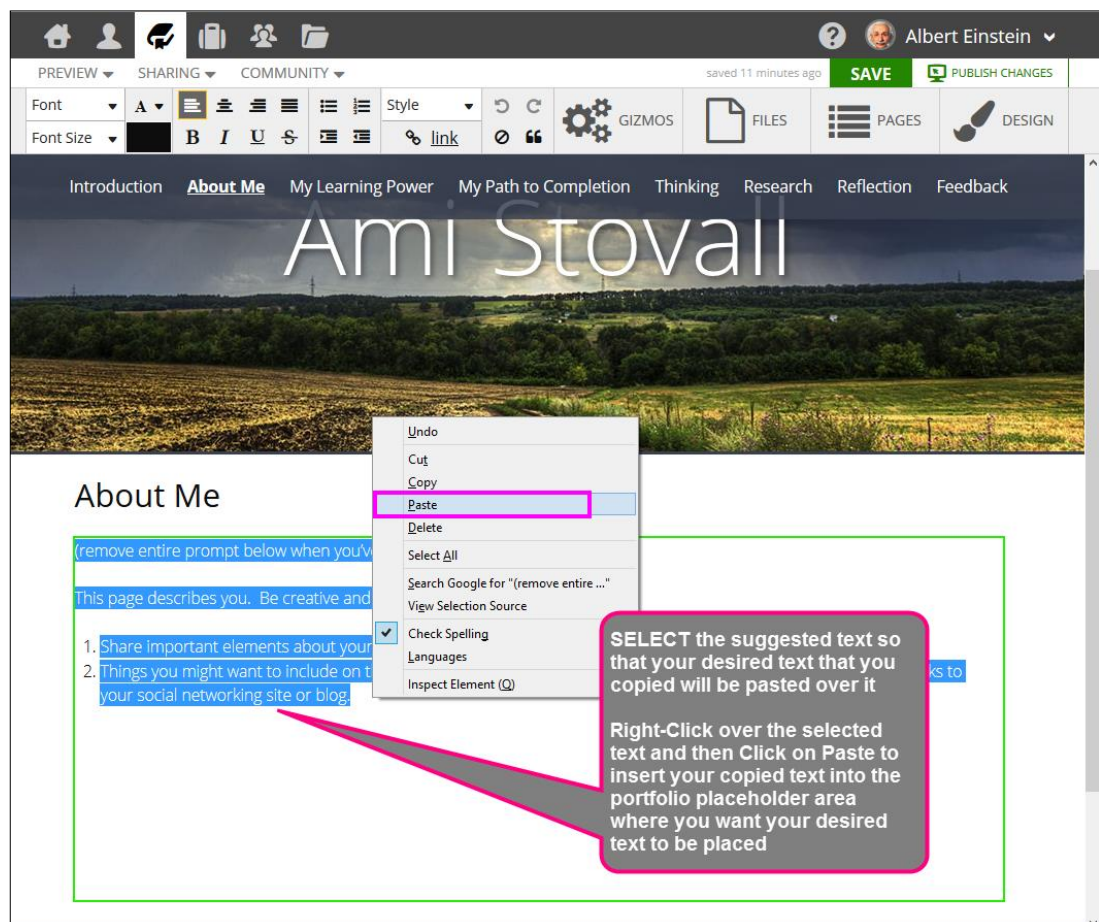 Albert Einstein
PREVIEW SHARING COMMUNITY saved 11 minutes ago SAVE PUBLISH CHANGES
Font A Style GIZMOS FILES PAGES DESIGN
Font Size B I U S link
Introduction About Me My Learning Power My Path to Completion Thinking Research Reflection Feedback
Ami Stovall
About Me
(remove entire prompt below when you've
This page describes you. Be creative and
1. Share important elements about your
2. Things you might want to include on t ks to
your social networking site or blog.
Undo
Cut
Copy
Paste
Delete
Select All
Search Google for "(remove entire ..."
View Selection Source
Check Spelling
Languages
Inspect Element (Q)
SELECT the suggested text so
that your desired text that you
copied will be pasted over it
Right-Click over the selected
text and then Click on Paste to
insert your copied text into the
portfolio placeholder area
where you want your desired
text to be placed